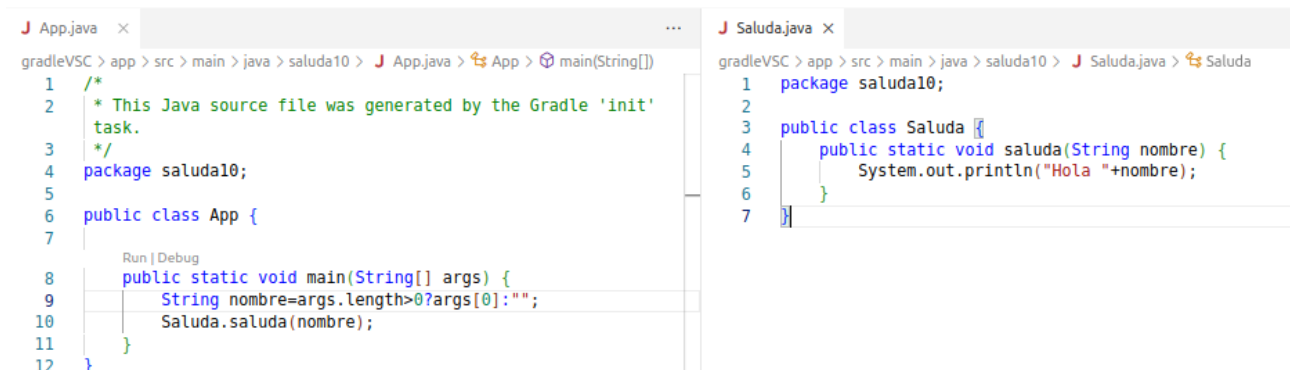 J App.java × ···
gradleVSC > app > src > main > java > saluda10 > J App.java > App > main(String[])
1 /*
2 * This Java source file was generated by the Gradle 'init'
task.
3 */
4 package saluda10;
5
6 public class App {
7
Run | Debug
8 public static void main(String[] args) {
9 String nombre=args.length>0?args[0]:"";
10 Saluda.saluda(nombre);
11 }
12 }
J Saluda.java ×
gradleVSC > app > src > main > java > saluda10 > J Saluda.java > Saluda
1 package saluda10;
2
3 public class Saluda {
4 public static void saluda(String nombre) {
5 System.out.println("Hola "+nombre);
6 }
7 }